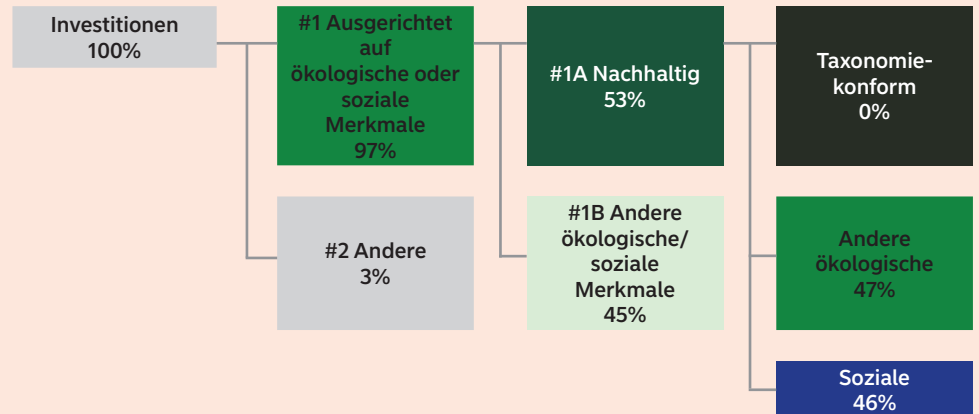 Investitionen
100%
#1 Ausgerichtet
auf
ökologische oder
soziale
Merkmale
97%
#2 Andere
3%
#1A Nachhaltig
53%
#1B Andere
ökologische/
soziale
Merkmale
45%
Taxonomie-
konform
0%
Andere
ökologische
47%
Soziale
46%